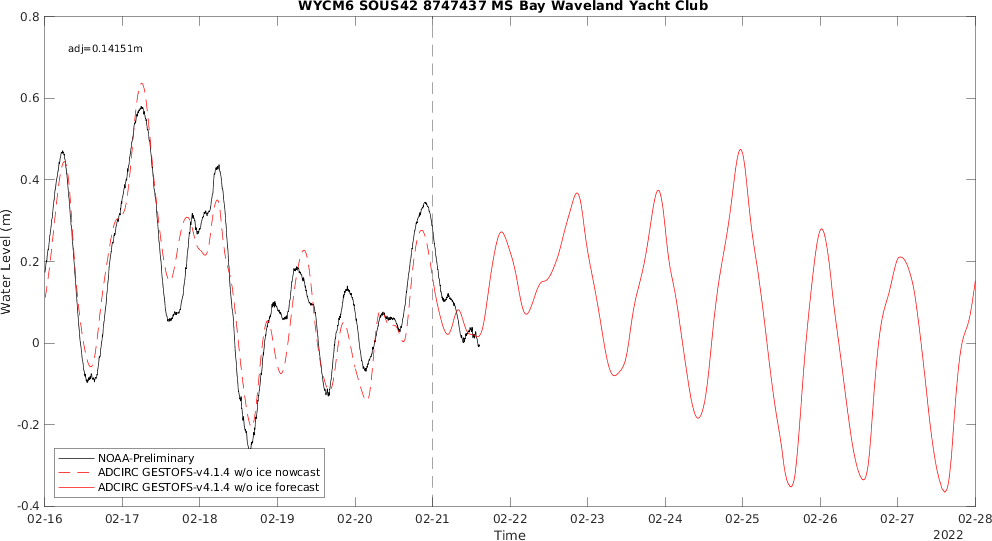 WYCM6 SOUS42 8747437 MS Bay Waveland Yacht Club
adj=0.14151m
Water Level (m)
0.8
0.6
0.4
0.2
0
-0.2
-0.4
NOAA-Preliminary
ADCIRC GESTOFS-v4.1.4 w/o ice nowcast
ADCIRC GESTOFS-v4.1.4 w/o ice forecast
02-16 02-17 02-18 02-19 02-20 02-21 02-22 02-23 02-24 02-25 02-26 02-27 02-28
Time
2022